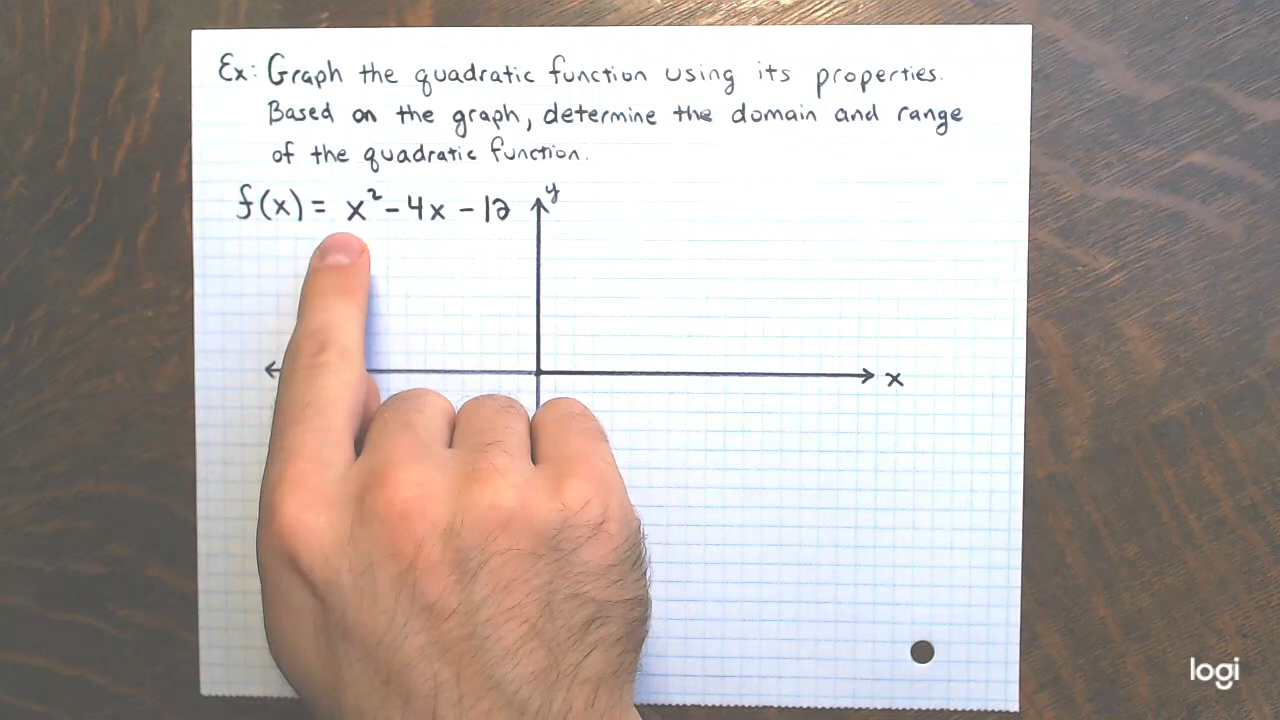 Ex: Graph the quadratic function using its properties.
Based on the graph, determine the domain and range
of the quadratic function.
f(x) = x² - 4x - 12
y
x
logi